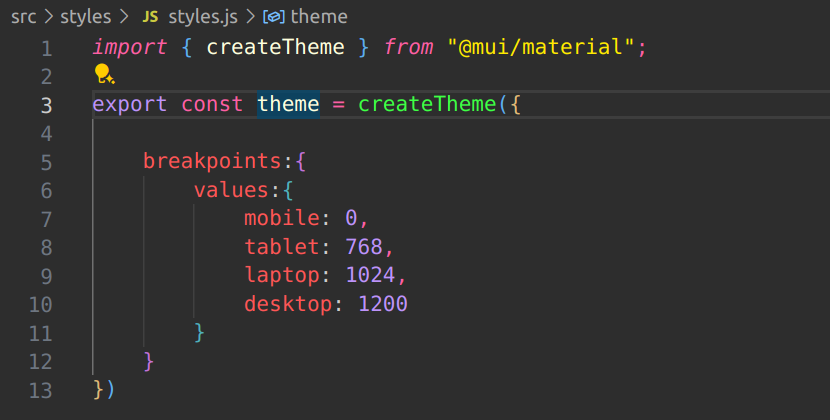 src > styles > JS styles.js > theme
1 import { createTheme } from "@mui/material";
2
3 export const theme = createTheme({
4
5     breakpoints:{
6         values:{
7             mobile: 0,
8             tablet: 768,
9             laptop: 1024,
10             desktop: 1200
11         }
12     }
13 })